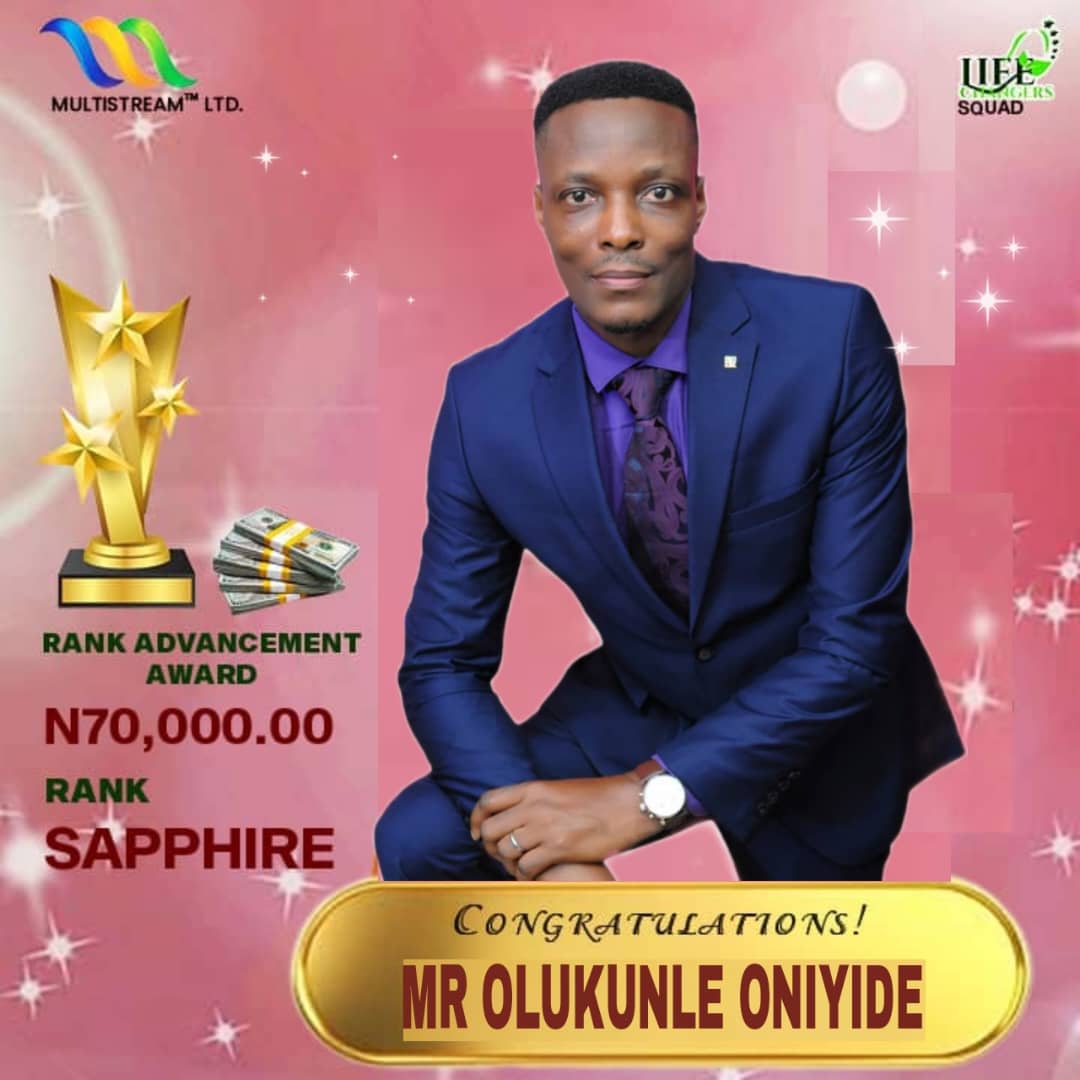 MULTISTREAM™ LTD.
LIFE
CHANGERS
SQUAD
RANK ADVANCEMENT
AWARD
N70,000.00
RANK
SAPPHIRE
CONGRATULATIONS!
MR OLUKUNLE ONIYIDE